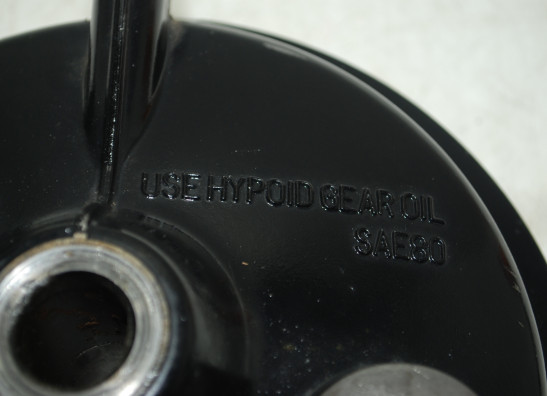 USE HYPOID GEAR OIL
SAE80